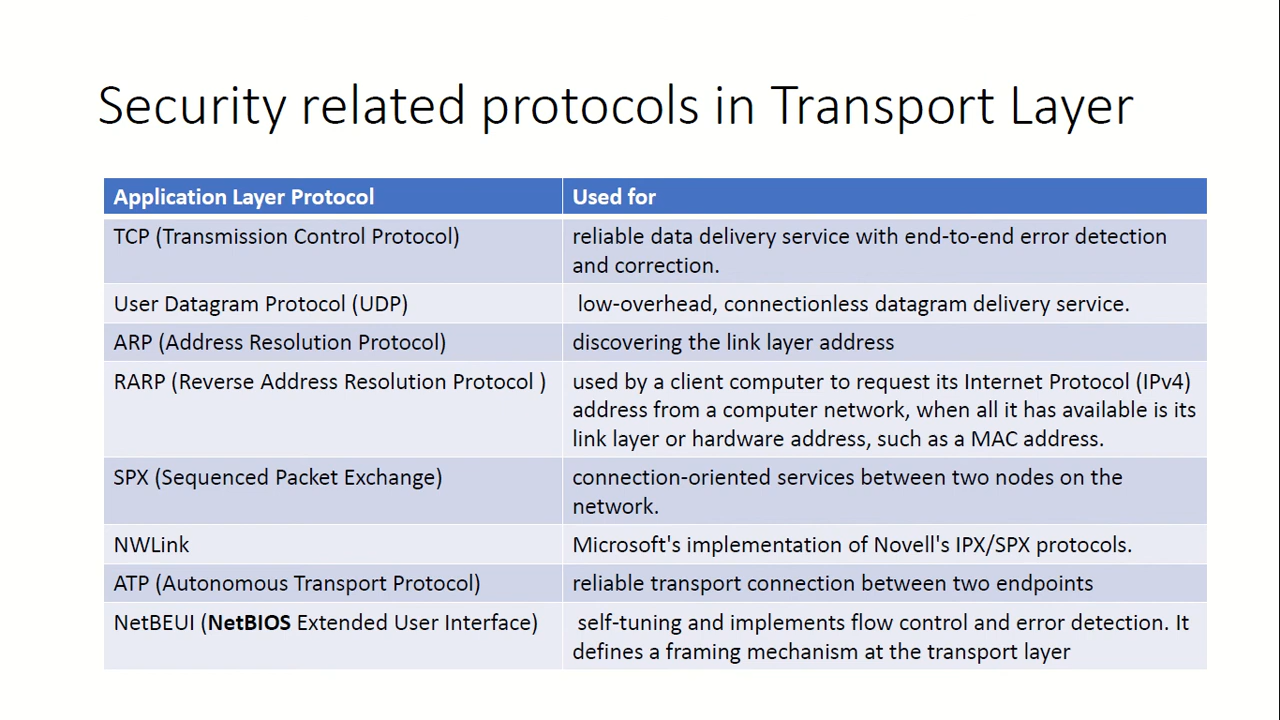 Security related protocols in Transport Layer
Application Layer Protocol
Used for
TCP (Transmission Control Protocol)
reliable data delivery service with end-to-end error detection
and correction.
User Datagram Protocol (UDP)
low-overhead, connectionless datagram delivery service.
ARP (Address Resolution Protocol)
discovering the link layer address
RARP (Reverse Address Resolution Protocol )
used by a client computer to request its Internet Protocol (IPv4)
address from a computer network, when all it has available is its
link layer or hardware address, such as a MAC address.
SPX (Sequenced Packet Exchange)
connection-oriented services between two nodes on the
network.
NWLink
Microsoft's implementation of Novell's IPX/SPX protocols.
ATP (Autonomous Transport Protocol)
reliable transport connection between two endpoints
NetBEUI (NetBIOS Extended User Interface)
self-tuning and implements flow control and error detection. It
defines a framing mechanism at the transport layer